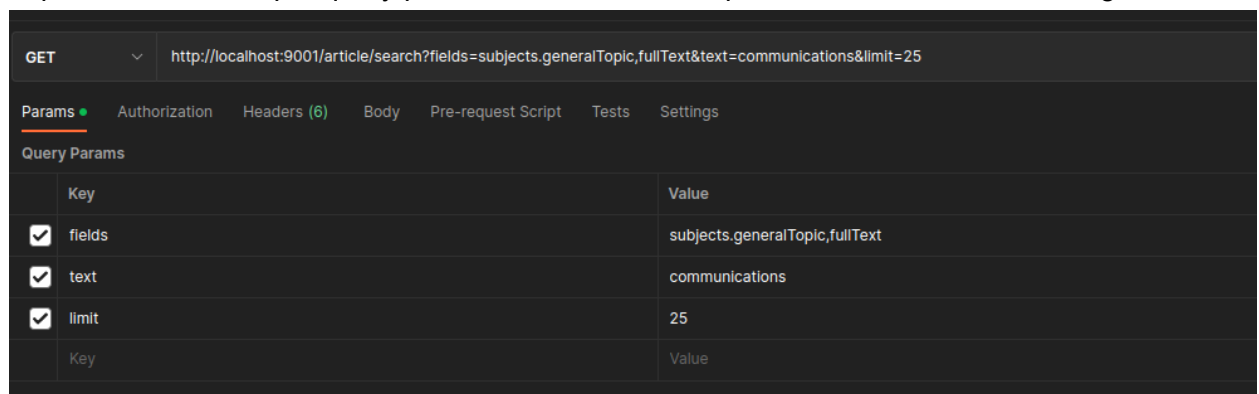 GET http://localhost:9001/article/search?fields=subjects.generalTopic,fullText&text=communications&limit=25
Params Authorization Headers (6) Body Pre-request Script Tests Settings
Query Params
Key Value
fields subjects.generalTopic,fullText
text communications
limit 25
Key Value